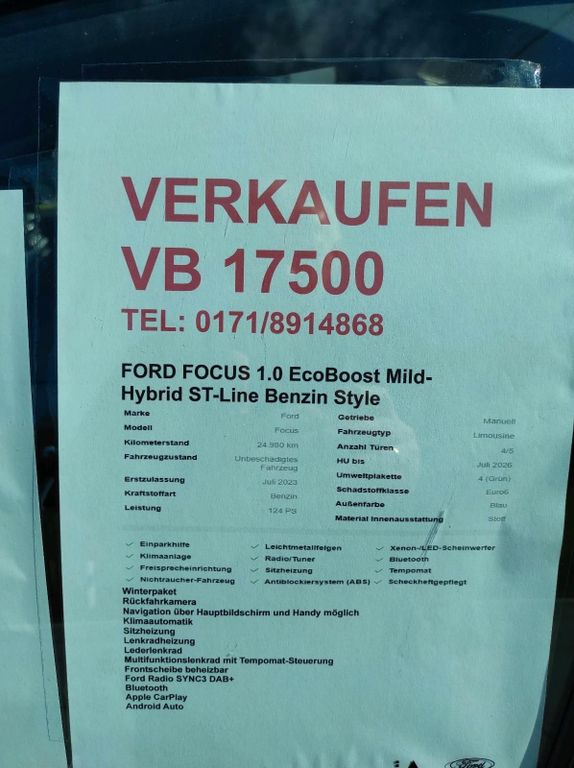 VERKAUFEN
VB 17500
TEL: 0171/8914868
FORD FOCUS 1.0 EcoBoost Mild-
Hybrid ST-Line Benzin Style
Marke Ford
Modell Focus
Kilometerstand 24.980 km
Fahrzeugzustand Unbeschädigtes
Fahrzeug
Erstzulassung Juli 2023
Kraftstoffart Benzin
Leistung 124 PS
Getriebe Manuell
Fahrzeugtyp Limousine
Anzahl Türen 4/5
HU bis Juli 2026
Umweltplakette 4 (Grün)
Schadstoffklasse Euro6
Außenfarbe Blau
Material Innenausstattung Stoff
✓ Einparkhilfe
✓ Klimaanlage
✓ Freisprecheinrichtung
✓ Nichtraucher-Fahrzeug
✓ Leichtmetallfelgen
✓ Radio/Tuner
✓ Sitzheizung
✓ Antiblockiersystem (ABS)
✓ Xenon-/LED-Scheinwerfer
✓ Bluetooth
✓ Tempomat
✓ Scheckheftgepflegt
Winterpaket
Rückfahrkamera
Navigation über Hauptbildschirm und Handy möglich
Klimaautomatik
Sitzheizung
Lenkradheizung
Lederlenkrad
Multifunktionslenkrad mit Tempomat-Steuerung
Frontscheibe beheizbar
Ford Radio SYNC3 DAB+
Bluetooth
Apple CarPlay
Android Auto
Ford